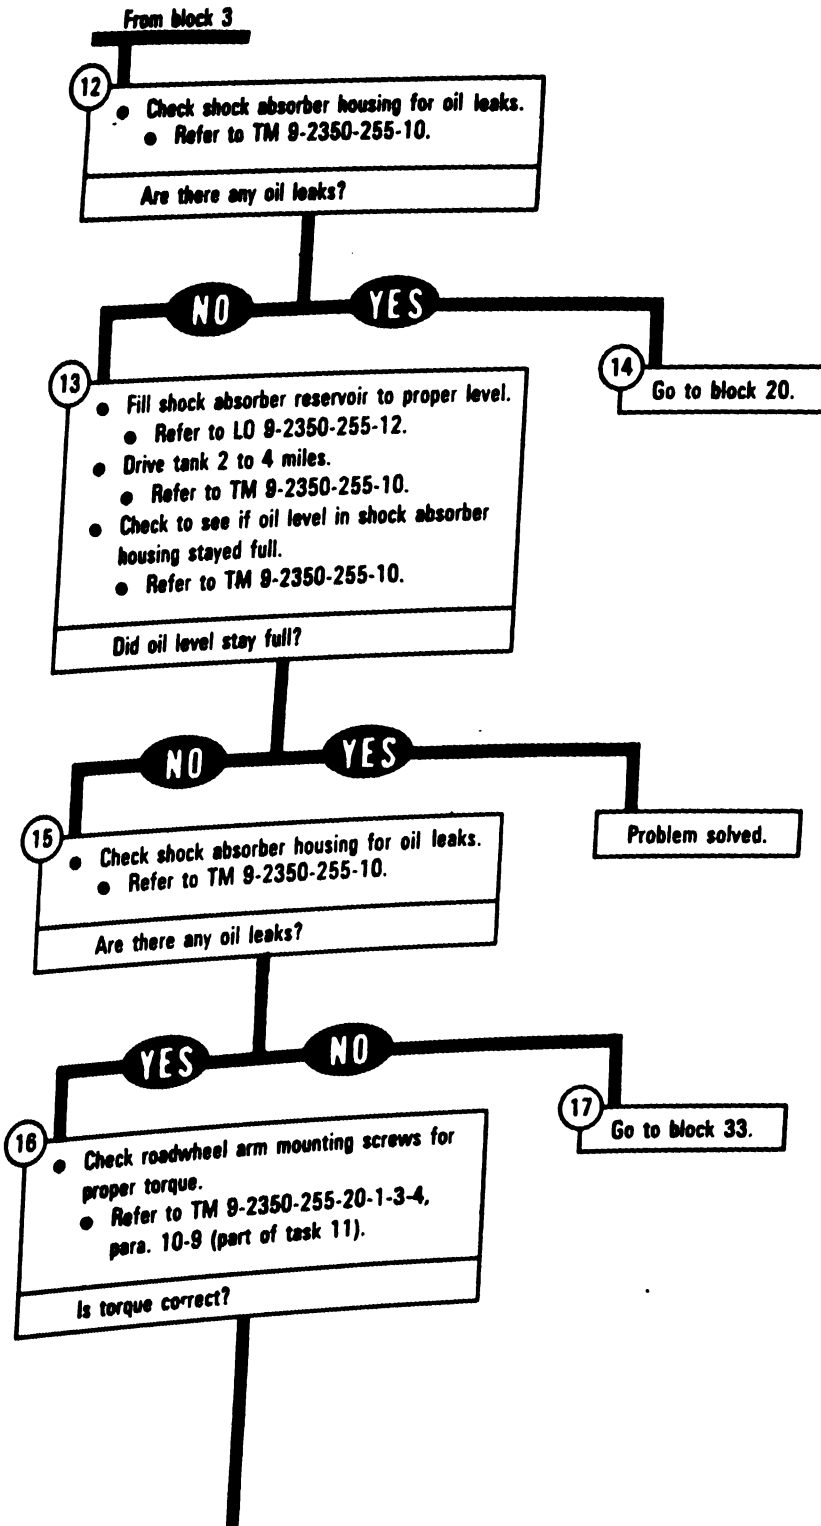 From block 3
12
● Check shock absorber housing for oil leaks.
● Refer to TM 9-2350-255-10.
Are there any oil leaks?
NO
YES
13
● Fill shock absorber reservoir to proper level.
● Refer to LO 9-2350-255-12.
● Drive tank 2 to 4 miles.
● Refer to TM 9-2350-255-10.
● Check to see if oil level in shock absorber
housing stayed full.
● Refer to TM 9-2350-255-10.
Did oil level stay full?
14
Go to block 20.
NO
YES
15
● Check shock absorber housing for oil leaks.
● Refer to TM 9-2350-255-10.
Are there any oil leaks?
Problem solved.
YES
NO
16
● Check roadwheel arm mounting screws for
proper torque.
● Refer to TM 9-2350-255-20-1-3-4,
para. 10-9 (part of task 11).
Is torque correct?
17
Go to block 33.